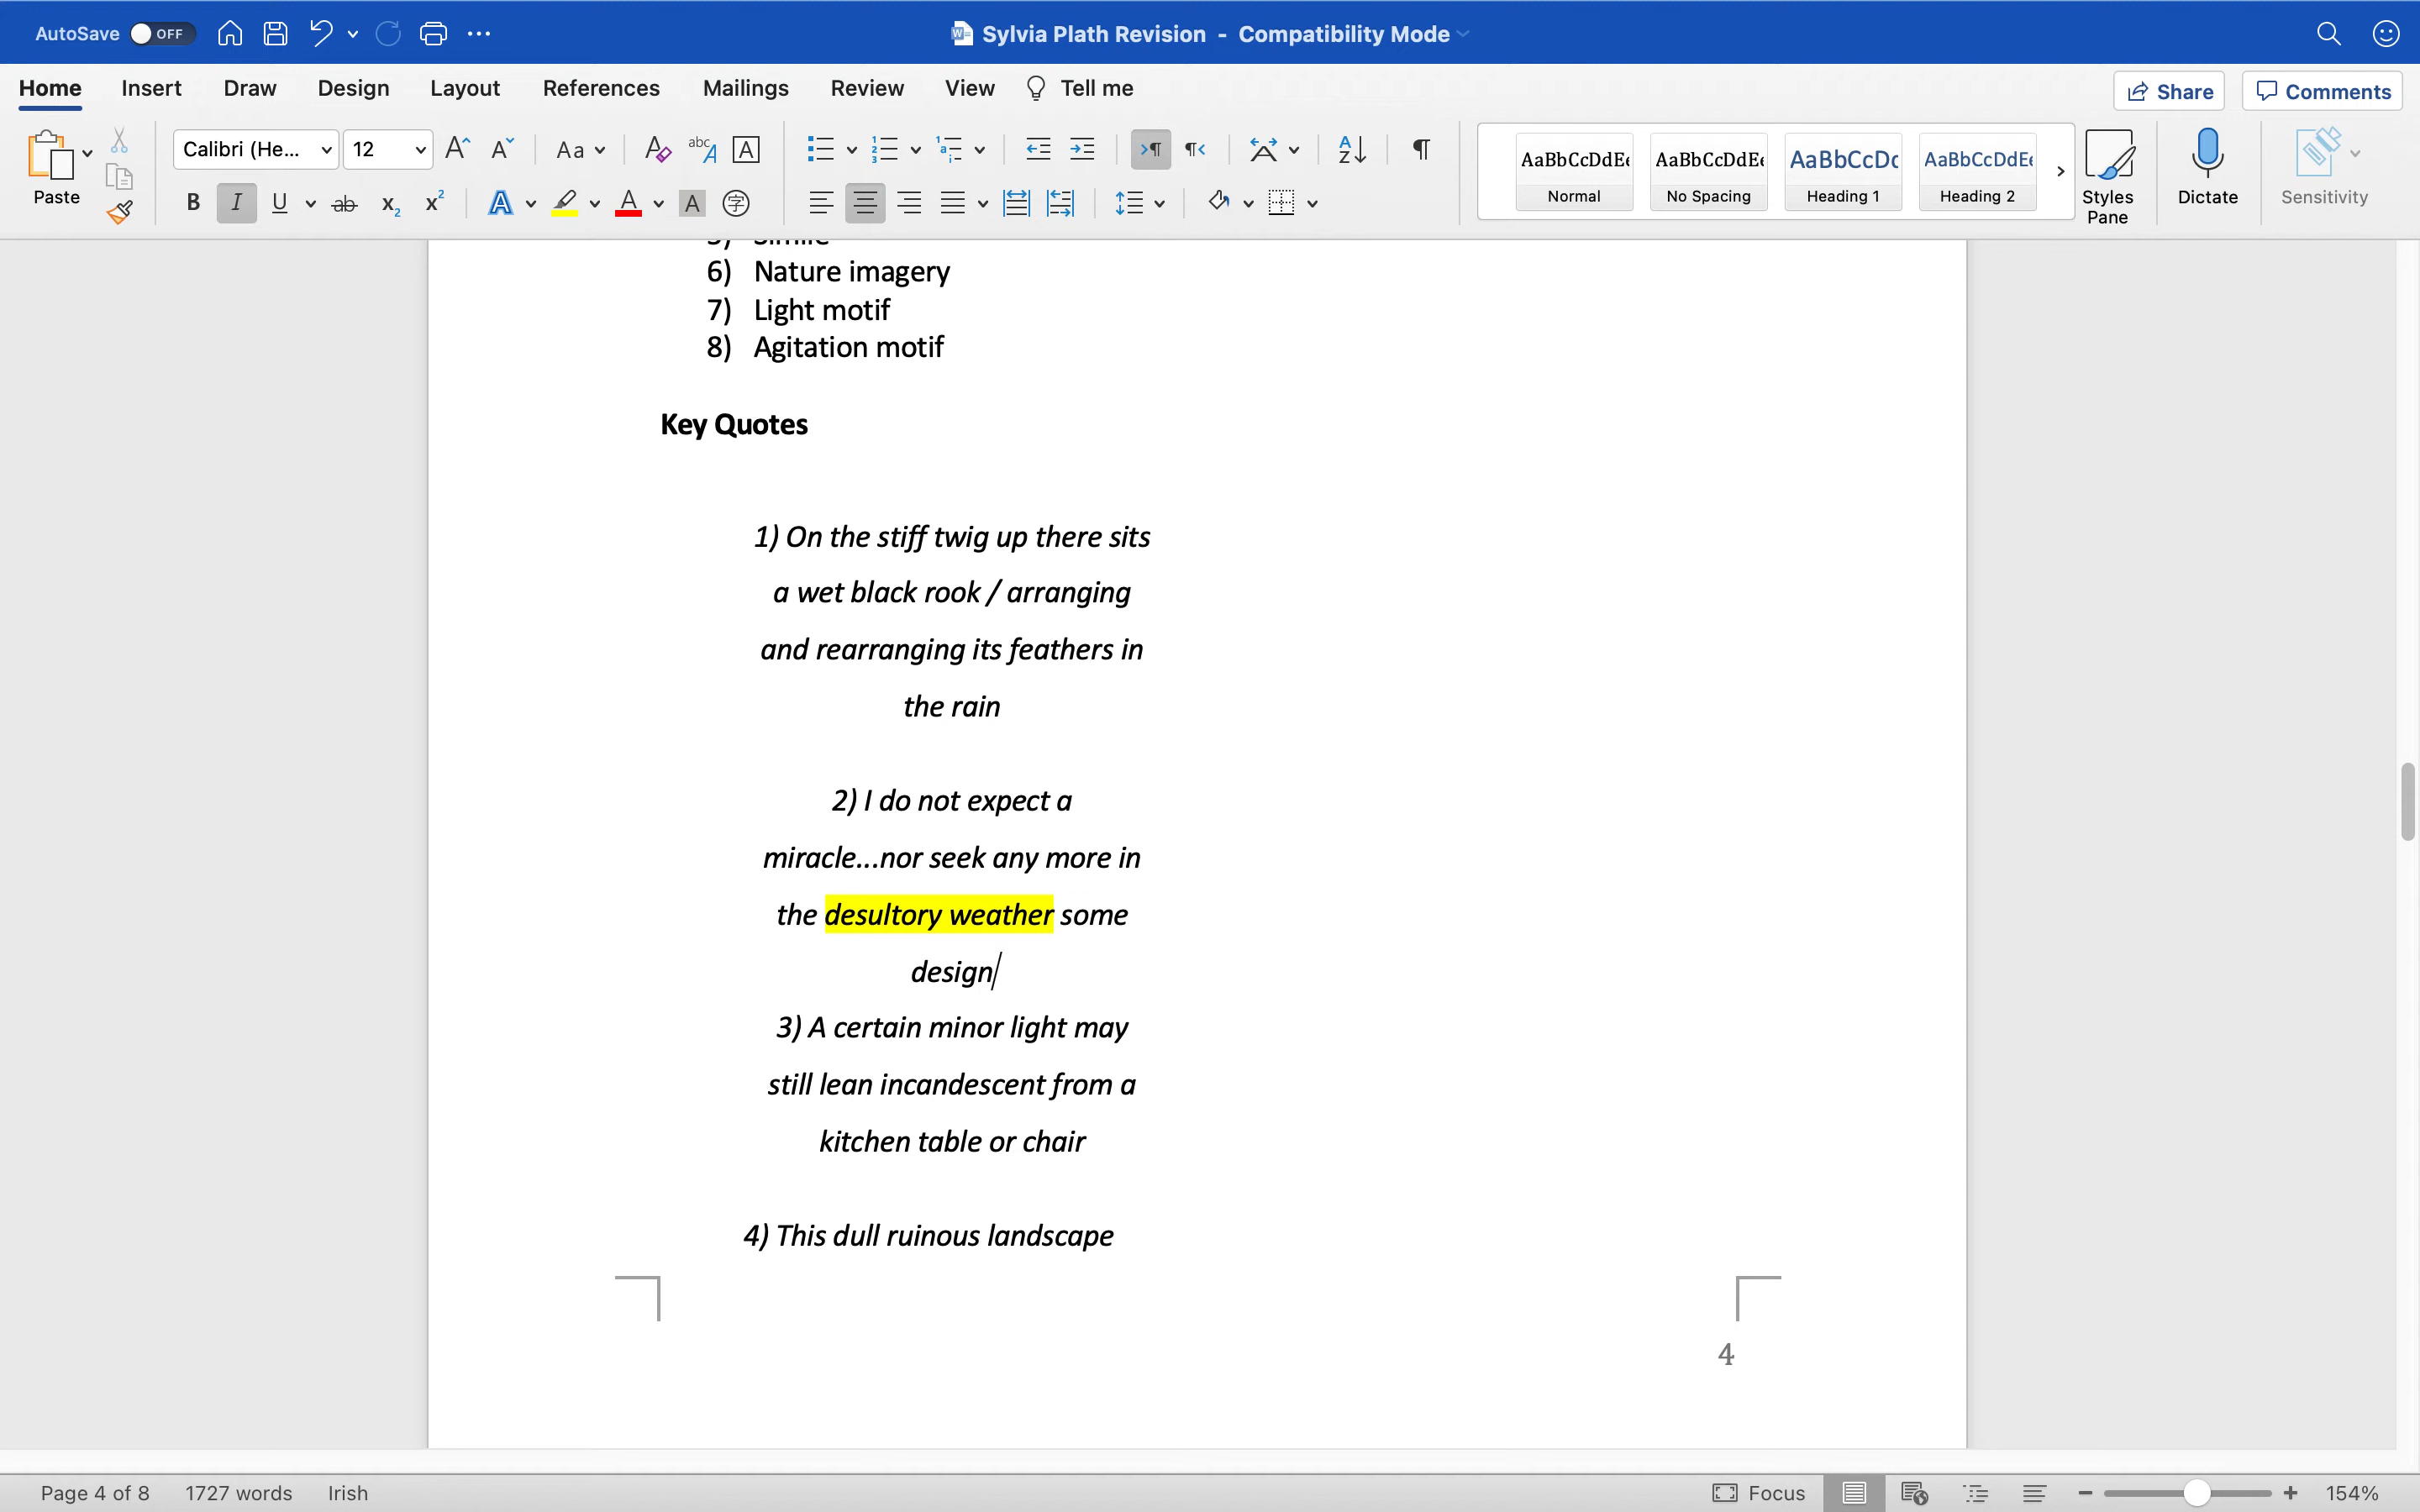 AutoSave OFF Sylvia Plath Revision - Compatibility Mode
Home Insert Draw Design Layout References Mailings Review View Tell me Share Comments
Paste Calibri (He... 12 Aa
AaBbCcDdEe AaBbCcDdEe AaBbCcDc AaBbCcDdEe
Normal No Spacing Heading 1 Heading 2
Styles Pane Dictate Sensitivity
5) Simile
6) Nature imagery
7) Light motif
8) Agitation motif
Key Quotes
1) On the stiff twig up there sits
a wet black rook / arranging
and rearranging its feathers in
the rain
2) I do not expect a
miracle...nor seek any more in
the desultory weather some
design
3) A certain minor light may
still lean incandescent from a
kitchen table or chair
4) This dull ruinous landscape
4
Page 4 of 8 1727 words Irish Focus 154%